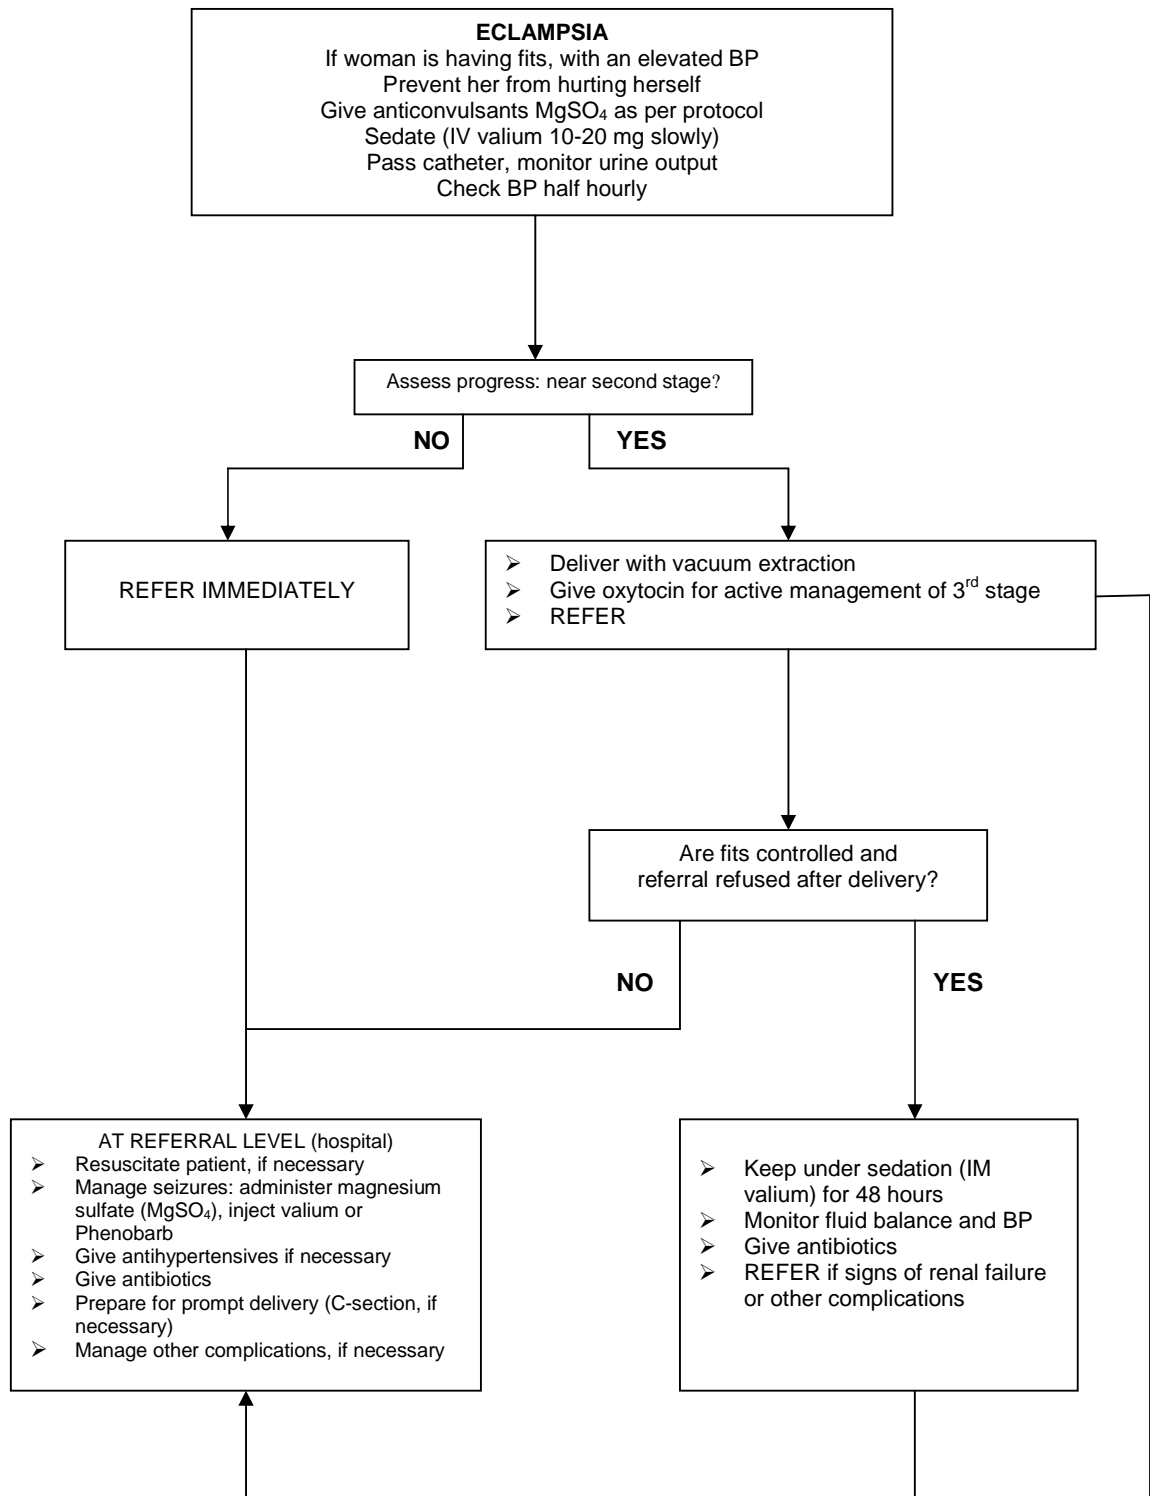 ECLAMPSIA
If woman is having fits, with an elevated BP
Prevent her from hurting herself
Give anticonvulsants MgSO₄ as per protocol
Sedate (IV valium 10-20 mg slowly)
Pass catheter, monitor urine output
Check BP half hourly
Assess progress: near second stage?
NO
YES
REFER IMMEDIATELY
➢ Deliver with vacuum extraction
➢ Give oxytocin for active management of 3rd stage
➢ REFER
Are fits controlled and
referral refused after delivery?
NO
YES
AT REFERRAL LEVEL (hospital)
➢ Resuscitate patient, if necessary
➢ Manage seizures: administer magnesium
sulfate (MgSO₄), inject valium or
Phenobarb
➢ Give antihypertensives if necessary
➢ Give antibiotics
➢ Prepare for prompt delivery (C-section, if
necessary)
➢ Manage other complications, if necessary
➢ Keep under sedation (IM
valium) for 48 hours
➢ Monitor fluid balance and BP
➢ Give antibiotics
➢ REFER if signs of renal failure
or other complications